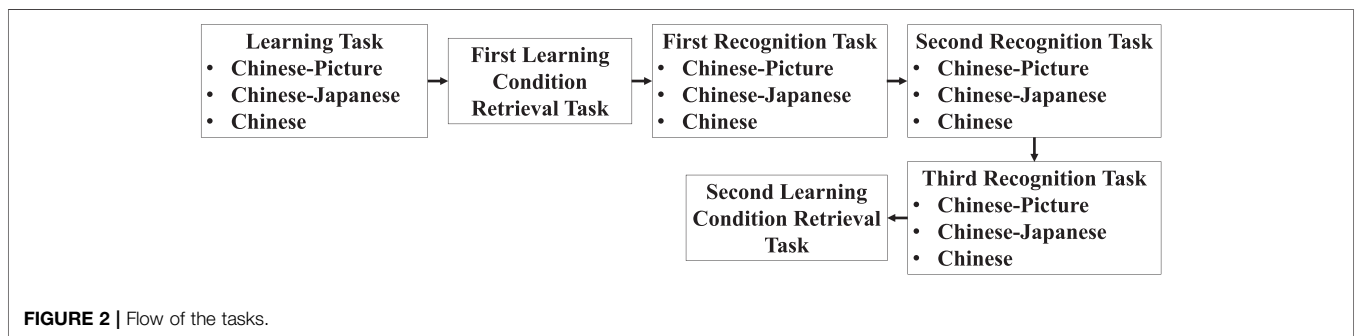 Learning Task
• Chinese-Picture
• Chinese-Japanese
• Chinese
First Learning
Condition
Retrieval Task
First Recognition Task
• Chinese-Picture
• Chinese-Japanese
• Chinese
Second Recognition Task
• Chinese-Picture
• Chinese-Japanese
• Chinese
Third Recognition Task
• Chinese-Picture
• Chinese-Japanese
• Chinese
Second Learning
Condition Retrieval
Task
FIGURE 2 | Flow of the tasks.